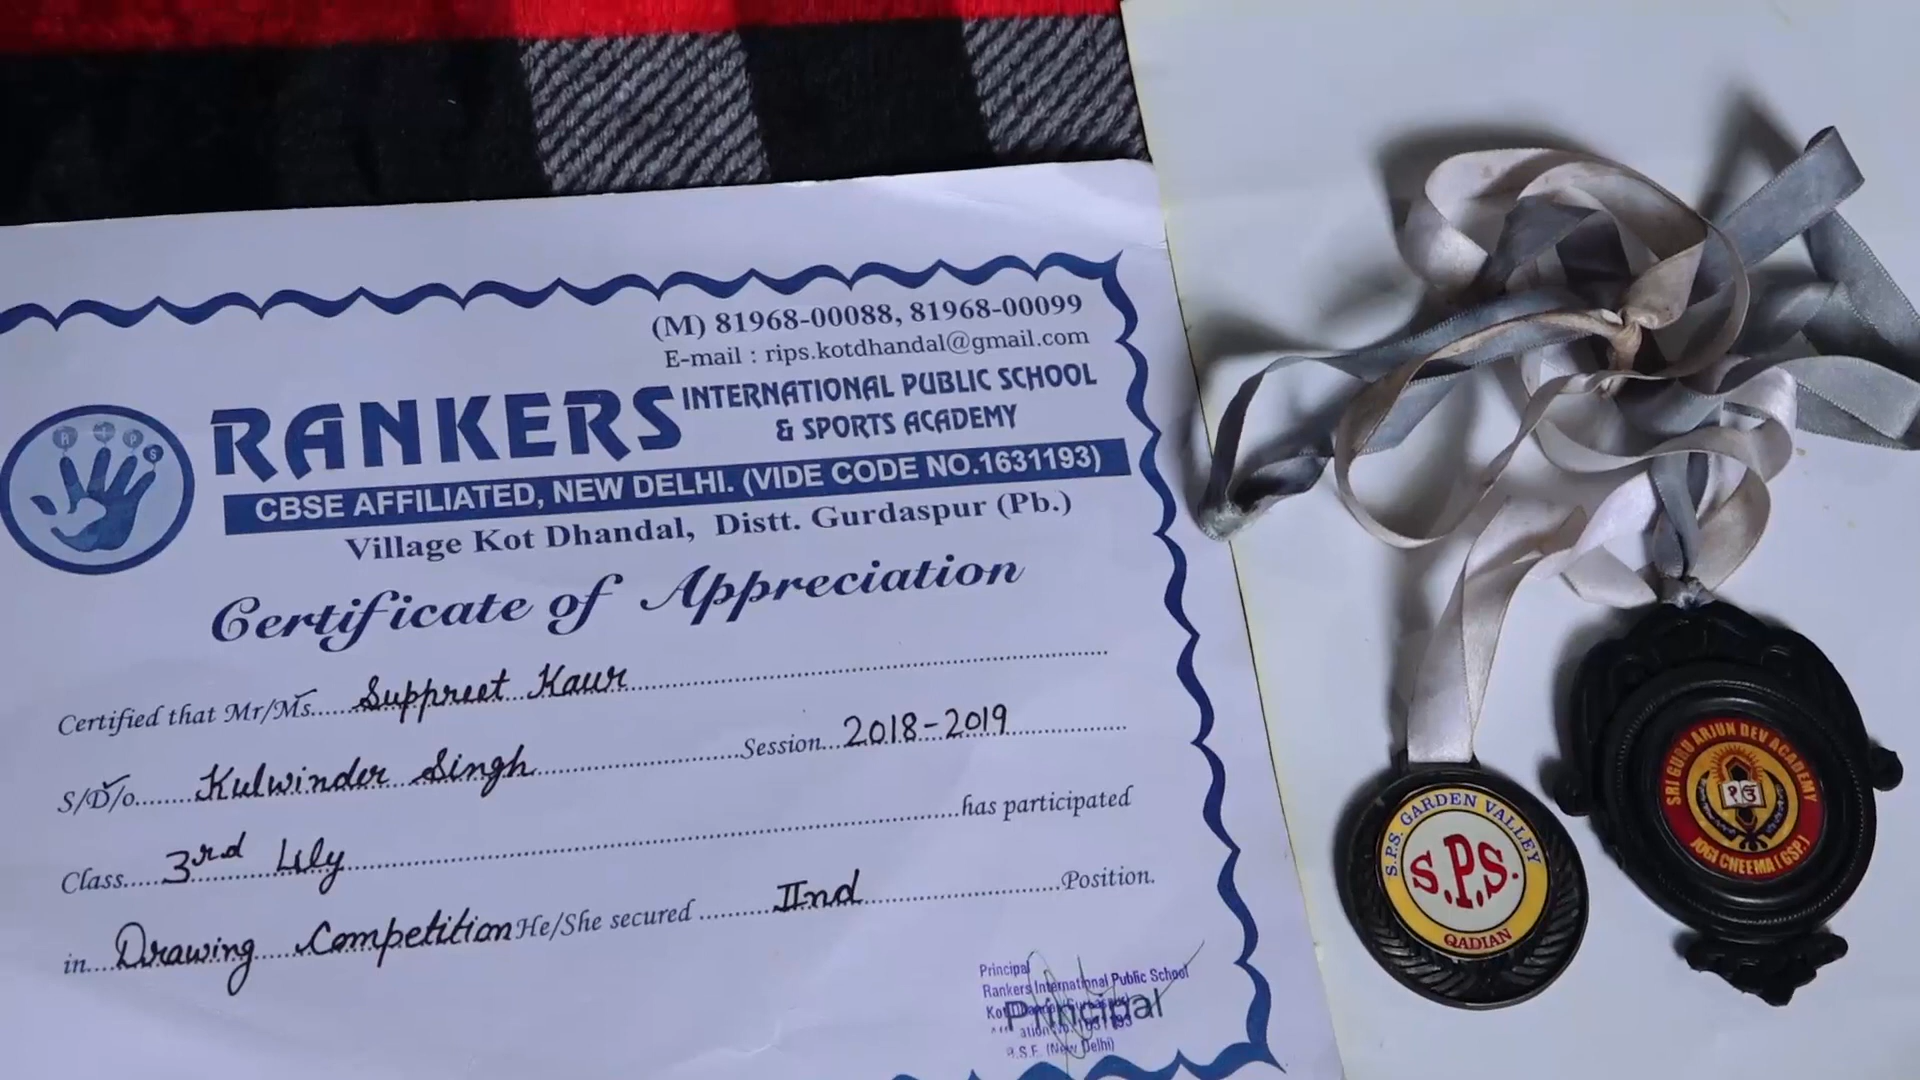 (M) 81968-00088, 81968-00099
E-mail : rips.kotdhandal@gmail.com
R I P S
RANKERS INTERNATIONAL PUBLIC SCHOOL
& SPORTS ACADEMY
CBSE AFFILIATED, NEW DELHI. (VIDE CODE NO.1631193)
Village Kot Dhandal, Distt. Gurdaspur (Pb.)
Certificate of Appreciation
Certified that Mr/Ms. Suppreet Kaur
S/D/o Kulwinder Singh Session 2018-2019
Class 3rd Lily has participated
in Drawing Competition He/She secured IInd Position.
Principal
Rankers International Public School
Principal
1631193
B.S.E. (New Delhi)
S.P.S. GARDEN VALLEY
S.P.S.
QADIAN
SRI GURU ARJUN DEV ACADEMY
ੴ
JOGI CHEEMA (GSP.)